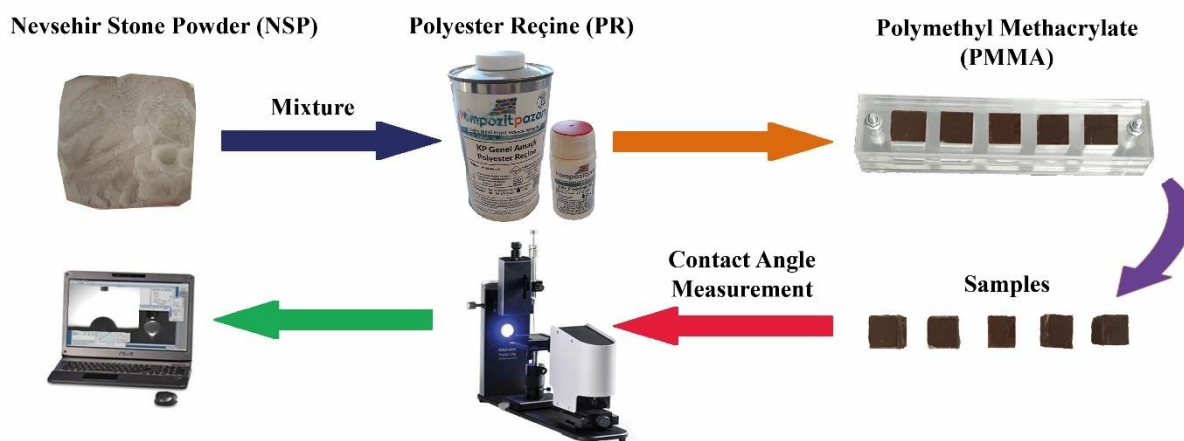 Nevsehir Stone Powder (NSP)
Polyester Reçine (PR)
Polymethyl Methacrylate
(PMMA)
Mixture
kompozitpazarı
KP Genel Amaçlı
Polyester Reçine
Contact Angle
Measurement
Samples